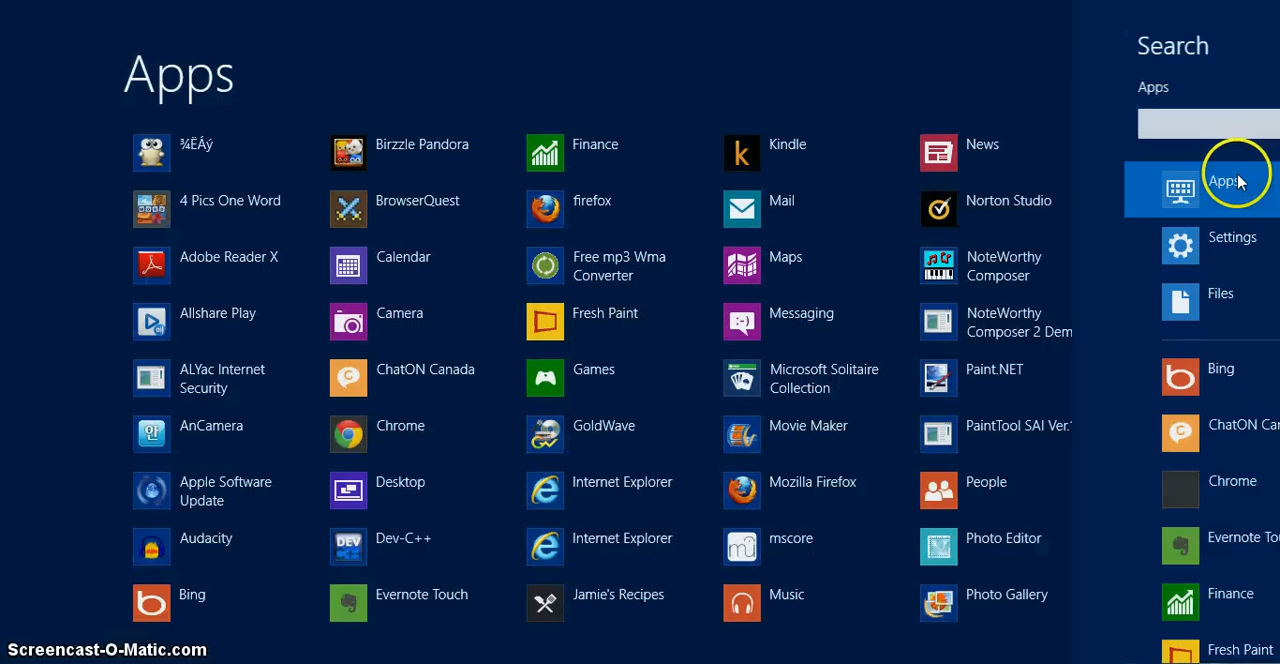 Apps
¾ËÁý
4 Pics One Word
Adobe Reader X
Allshare Play
ALYac Internet
Security
AnCamera
Apple Software
Update
Audacity
Bing
Birzzle Pandora
BrowserQuest
Calendar
Camera
ChatON Canada
Chrome
Desktop
Dev-C++
Evernote Touch
Finance
firefox
Free mp3 Wma
Converter
Fresh Paint
Games
GoldWave
Internet Explorer
Internet Explorer
Jamie's Recipes
Kindle
Mail
Maps
Messaging
Microsoft Solitaire
Collection
Movie Maker
Mozilla Firefox
mscore
Music
News
Norton Studio
NoteWorthy
Composer
NoteWorthy
Composer 2 Dem
Paint.NET
PaintTool SAI Ver.
People
Photo Editor
Photo Gallery
Search
Apps
Apps
Settings
Files
Bing
ChatON Car
Chrome
Evernote Tou
Finance
Fresh Paint
Screencast-O-Matic.com